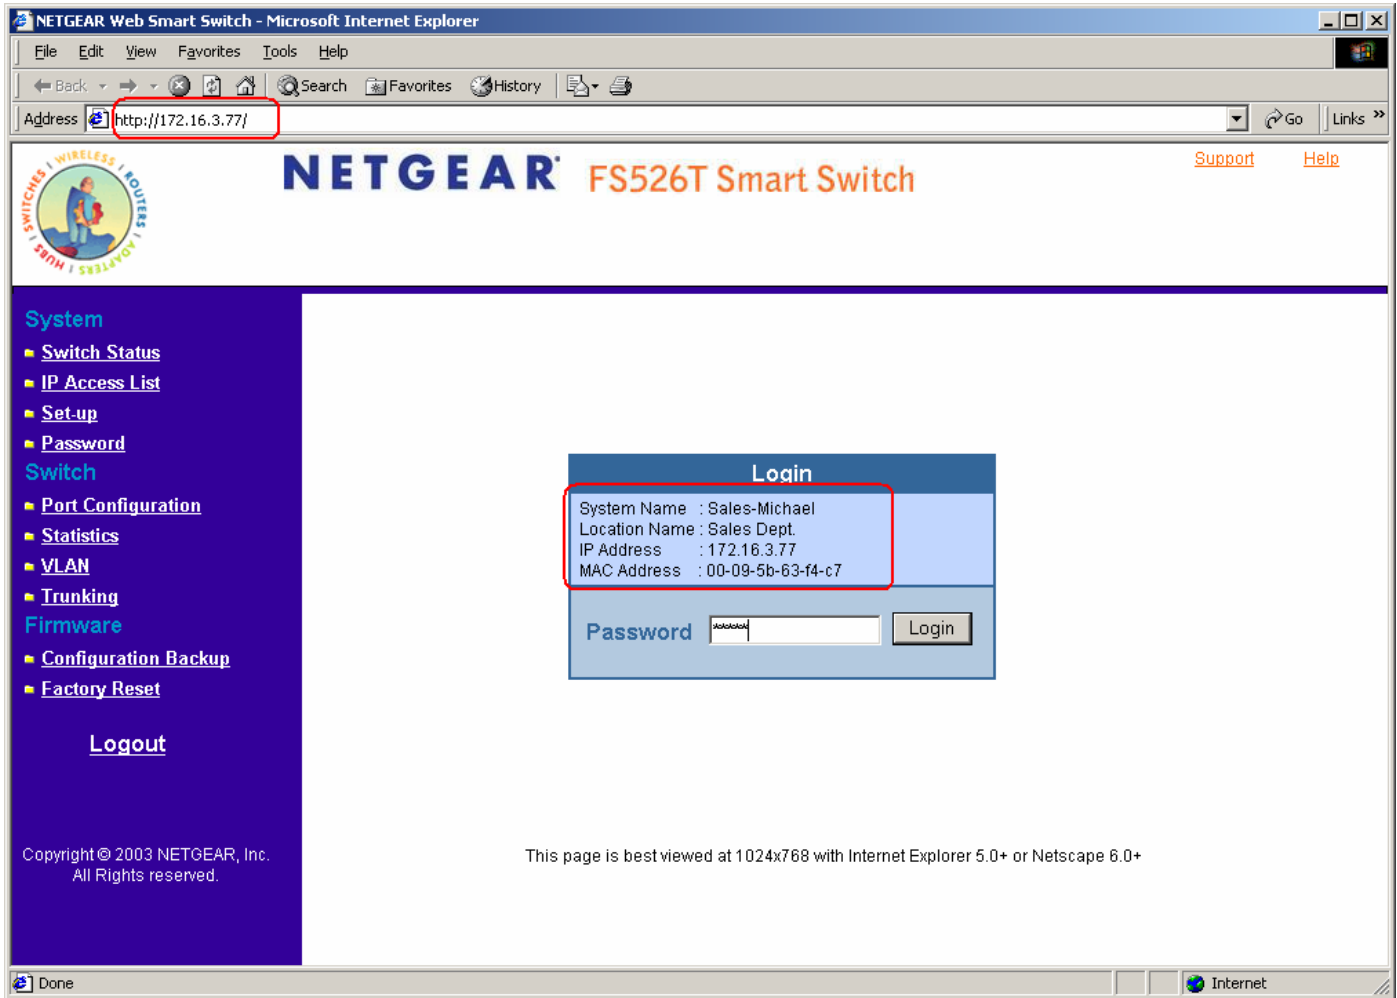 NETGEAR Web Smart Switch - Microsoft Internet Explorer
File Edit View Favorites Tools Help
Back Search Favorites History
Address http://172.16.3.77/ Go Links »
SWITCHES | WIRELESS | ROUTERS | ADAPTERS | HUBS |
NETGEAR FS526T Smart Switch
Support Help
System
Switch Status
IP Access List
Set-up
Password
Switch
Port Configuration
Statistics
VLAN
Trunking
Firmware
Configuration Backup
Factory Reset
Logout
Copyright © 2003 NETGEAR, Inc.
All Rights reserved.
Login
System Name : Sales-Michael
Location Name : Sales Dept.
IP Address : 172.16.3.77
MAC Address : 00-09-5b-63-f4-c7
Password ******** Login
This page is best viewed at 1024x768 with Internet Explorer 5.0+ or Netscape 6.0+
Done Internet